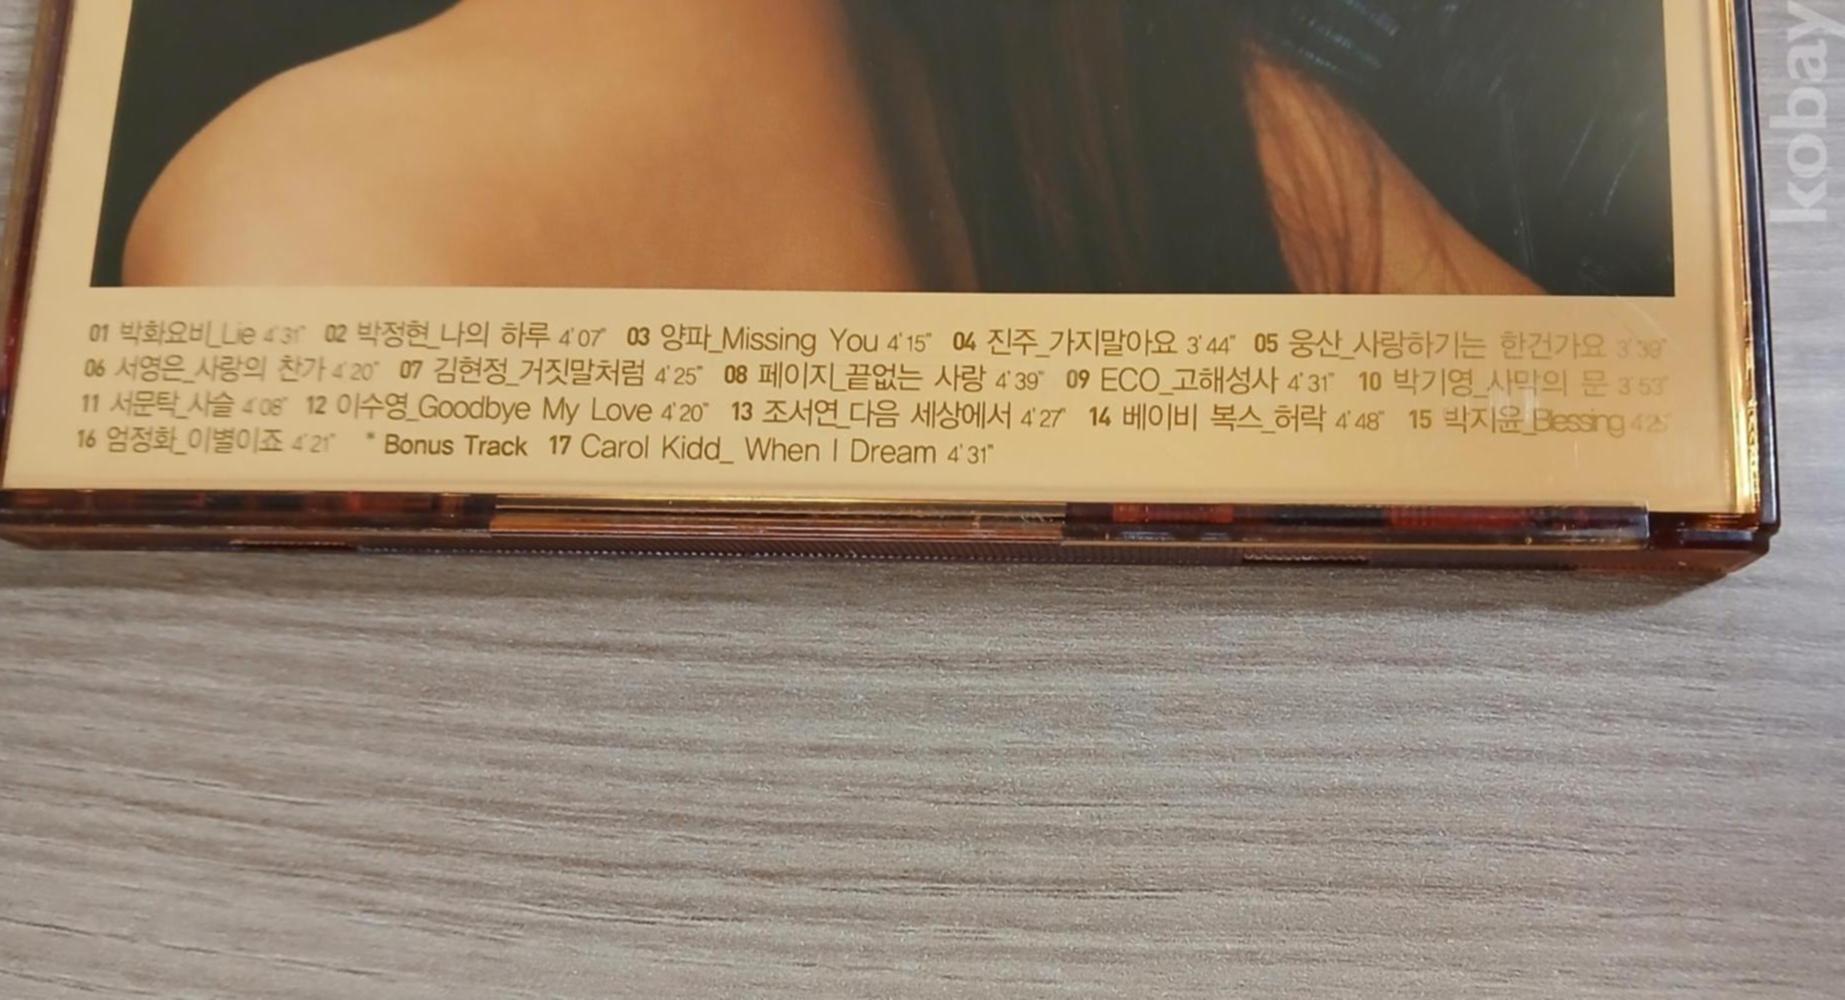 01 박화요비_Lie 4'31" 02 박정현_나의 하루 4'07" 03 양파_Missing You 4'15" 04 진주_가지말아요 3'44" 05 웅산_사랑하기는 한건가요 3'39"
06 서영은_사랑의 찬가 4'20" 07 김현정_거짓말처럼 4'25" 08 페이지_끝없는 사랑 4'39" 09 ECO_고해성사 4'31" 10 박기영_사막의 문 3'53"
11 서문탁_사슬 4'08" 12 이수영_Goodbye My Love 4'20" 13 조서연_다음 세상에서 4'27" 14 베이비 복스_허락 4'48" 15 박지윤_Blessing 4'25"
16 엄정화_이별이죠 4'21" * Bonus Track 17 Carol Kidd_ When I Dream 4'31"
kobay